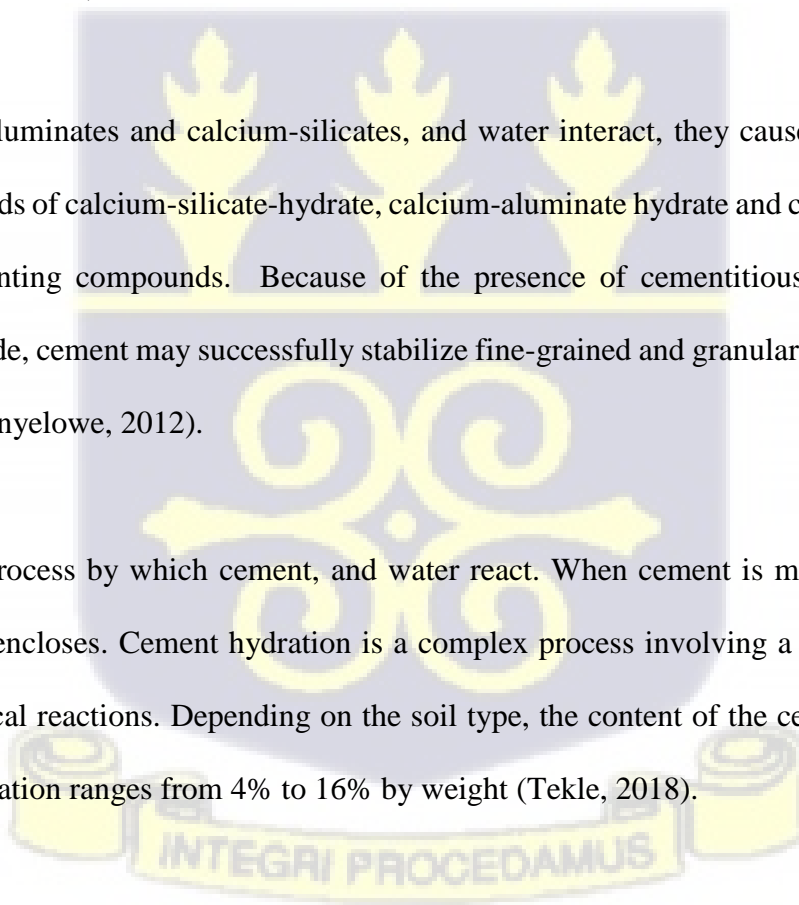 luminates and calcium-silicates, and water interact, they cause
ds of calcium-silicate-hydrate, calcium-aluminate hydrate and c
nting compounds. Because of the presence of cementitious
de, cement may successfully stabilize fine-grained and granular
nyelowe, 2012).
rocess by which cement, and water react. When cement is m
encloses. Cement hydration is a complex process involving a
cal reactions. Depending on the soil type, the content of the ce
ation ranges from 4% to 16% by weight (Tekle, 2018).
INTEGRI PROCEDAMUS